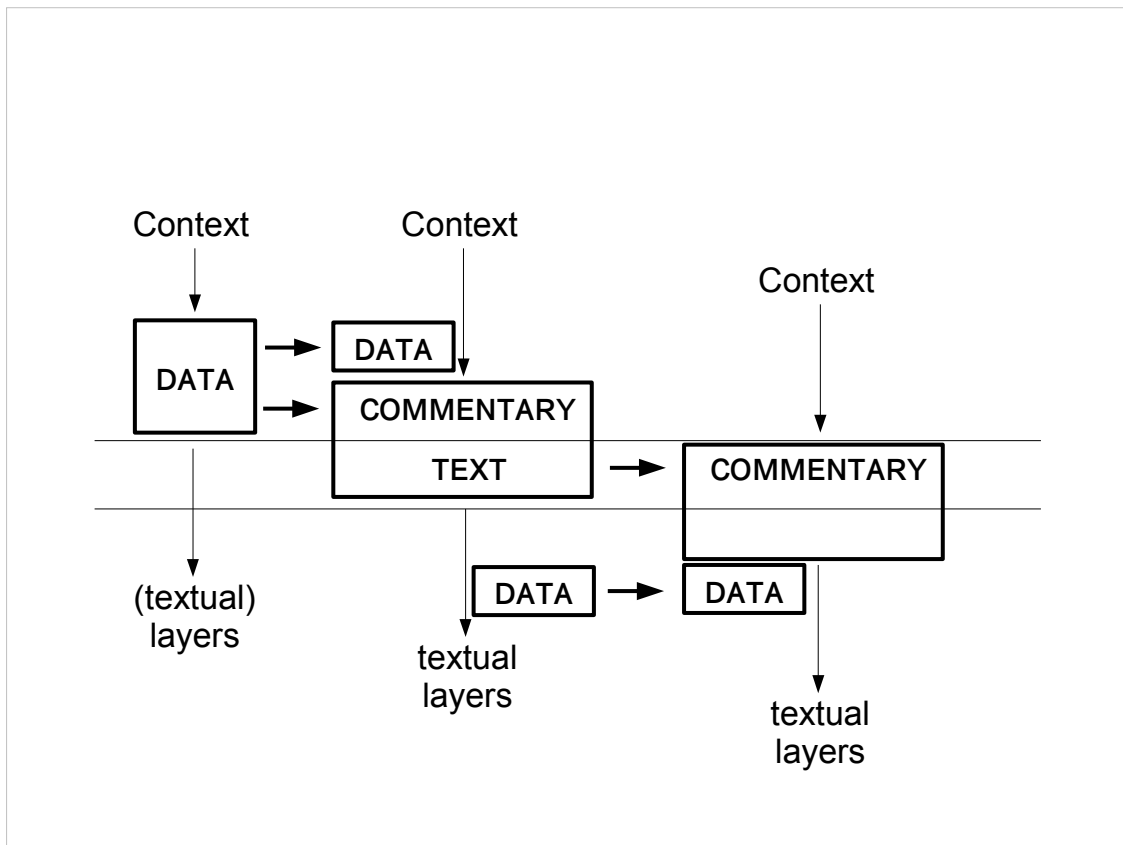 Context
Context
Context
DATA
DATA
COMMENTARY
TEXT
COMMENTARY
DATA
DATA
(textual)
layers
textual
layers
textual
layers